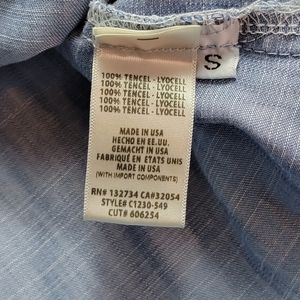 S
100% TENCEL - LYOCELL
100% TENCEL - LYOCELL
100% TENCEL - LYOCELL
100% TENCEL - LYOCELL
100% TENCEL - LYOCELL
MADE IN USA
HECHO EN EE.UU.
GEMACHT IN USA
FABRIQUÉ EN ÉTATS UNIS
MADE IN USA
(WITH IMPORT COMPONENTS)
RN# 132734 CA#32054
STYLE# C1230-549
CUT# 606254